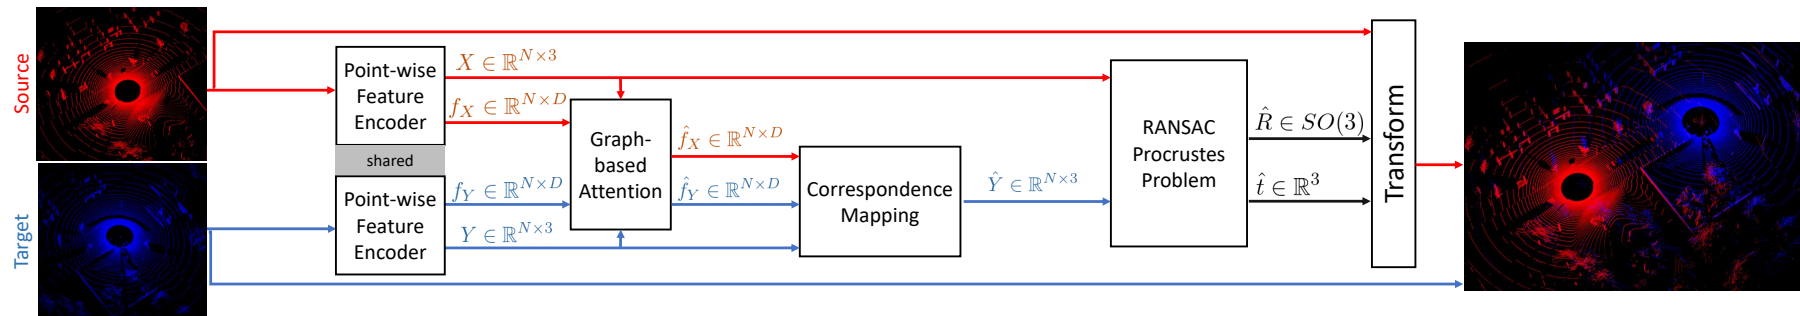 Source
Target
Point-wise
Feature
Encoder
shared
Point-wise
Feature
Encoder
X ∈ ℝ^{N×3}
f_X ∈ ℝ^{N×D}
f_Y ∈ ℝ^{N×D}
Y ∈ ℝ^{N×3}
Graph-
based
Attention
f̂_X ∈ ℝ^{N×D}
f̂_Y ∈ ℝ^{N×D}
Correspondence
Mapping
Ŷ ∈ ℝ^{N×3}
RANSAC
Procrustes
Problem
R̂ ∈ SO(3)
t̂ ∈ ℝ^3
Transform